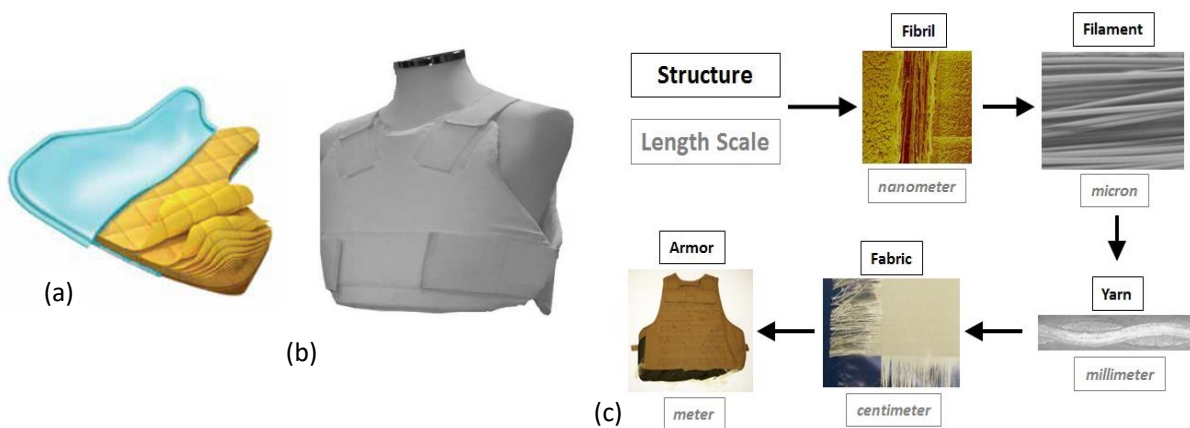 (a)
(b)
Structure
Length Scale
Fibril
nanometer
Filament
micron
Yarn
millimeter
Fabric
centimeter
Armor
meter
(c)